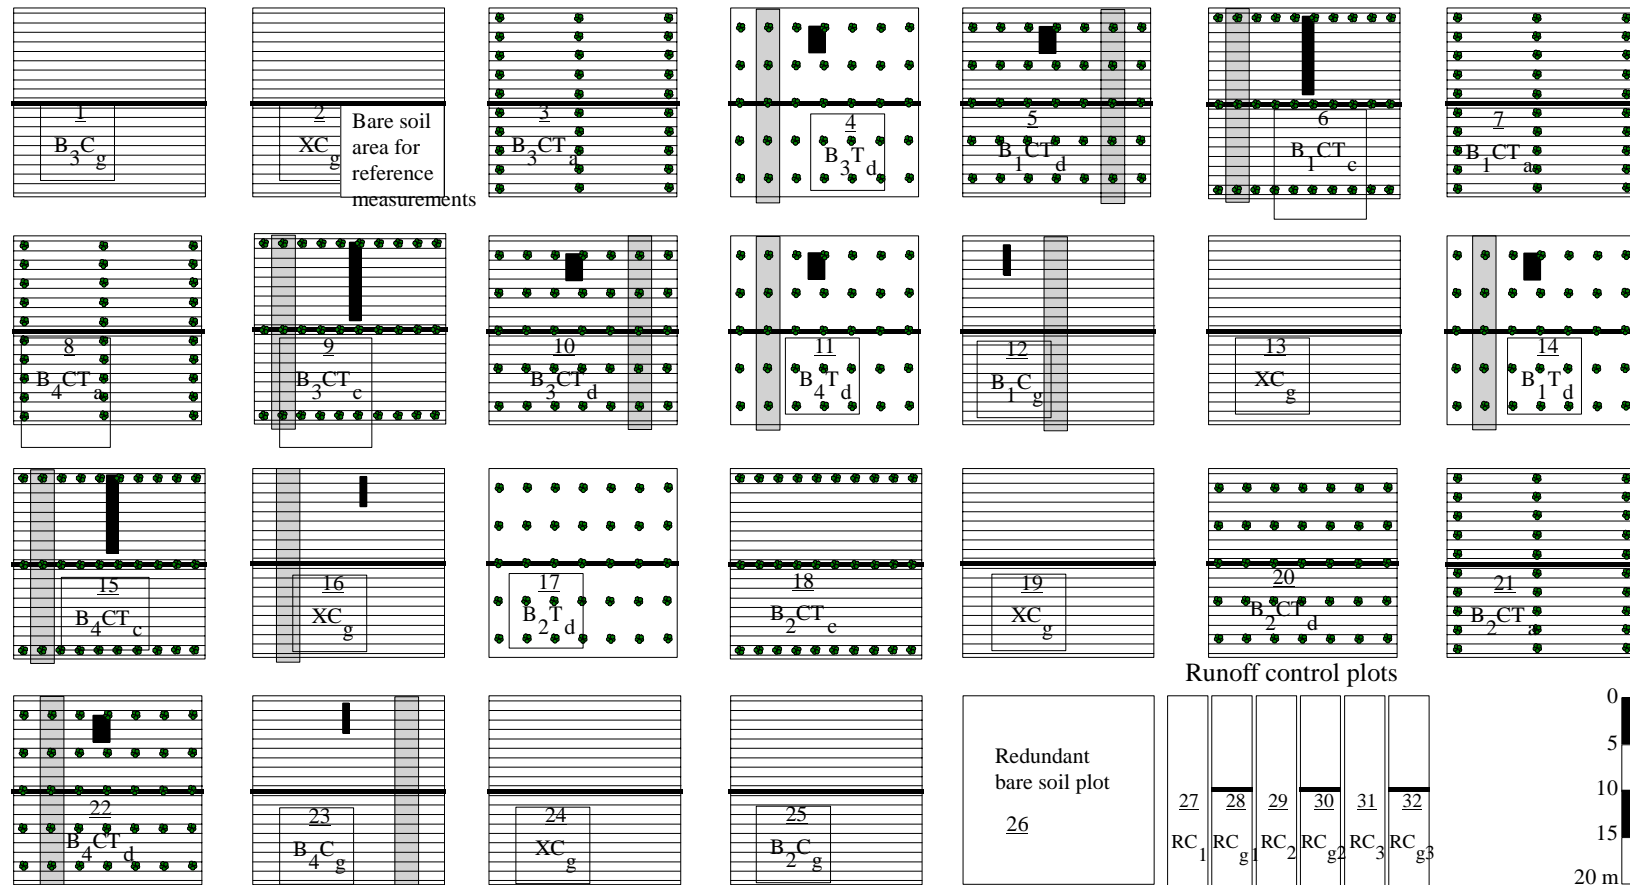 1
B3Cg
2
XCg
Bare soil
area for
reference
measurements
3
B3CTa
4
B3Td
5
B1CTd
6
B1CTc
7
B1CTa
8
B4CTa
9
B3CTc
10
B3CTd
11
B4Td
12
B1Cg
13
XCg
14
B1Td
15
B4CTc
16
XCg
17
B2Td
18
B2CTc
19
XCg
20
B2CTd
21
B2CTa
Runoff control plots
22
B4CTd
23
B4Cg
24
XCg
25
B2Cg
Redundant
bare soil plot
26
27
RC1
28
RCg1
29
RC2
30
RCg2
31
RC3
32
RCg3
0
5
10
15
20 m